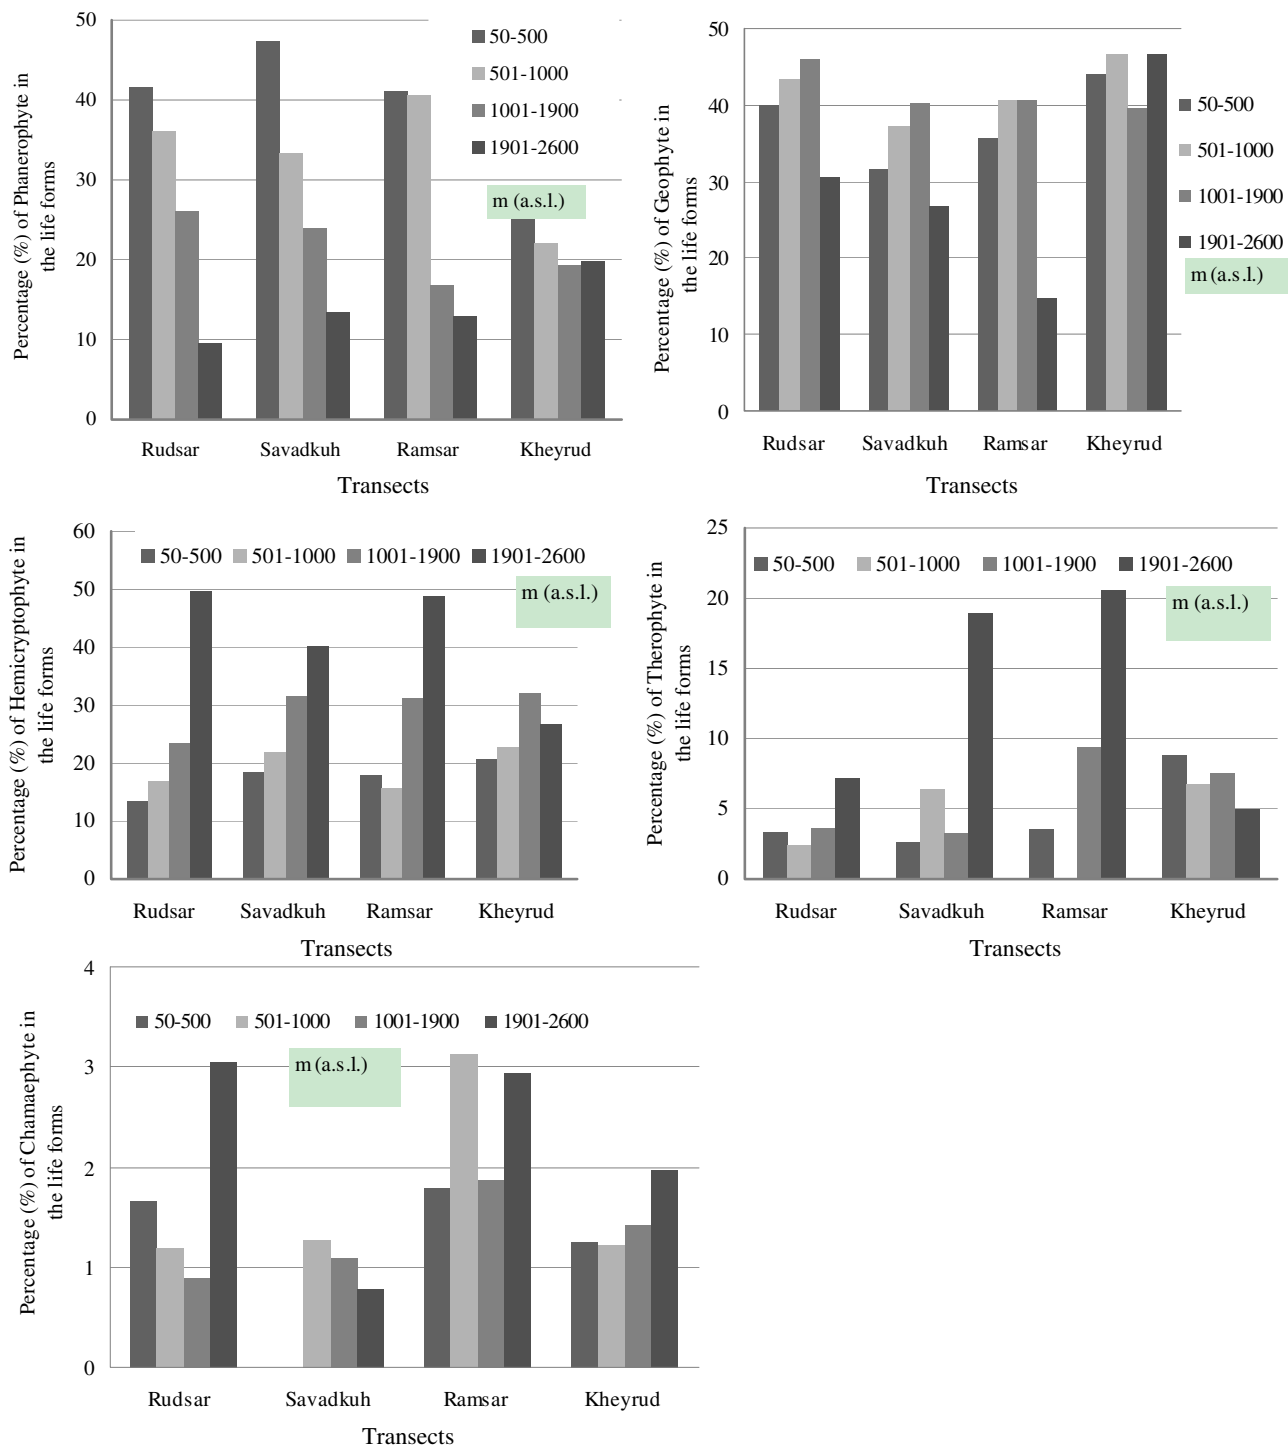 Percentage (%) of Phanerophyte in
the life forms
50
40
30
20
10
0
50-500
501-1000
1001-1900
1901-2600
m (a.s.l.)
Rudsar Savadkuh Ramsar Kheyrud
Transects
Percentage (%) of Geophyte in
the life forms
50
40
30
20
10
0
50-500
501-1000
1001-1900
1901-2600
m (a.s.l.)
Rudsar Savadkuh Ramsar Kheyrud
Transects
Percentage (%) of Hemicryptophyte in
the life forms
60
50
40
30
20
10
0
50-500 501-1000 1001-1900 1901-2600
m (a.s.l.)
Rudsar Savadkuh Ramsar Kheyrud
Transects
Percentage (%) of Therophyte in
the life forms
25
20
15
10
5
0
50-500 501-1000 1001-1900 1901-2600
m (a.s.l.)
Rudsar Savadkuh Ramsar Kheyrud
Transects
Percentage (%) of Chamaephyte in
the life forms
4
3
2
1
0
50-500 501-1000 1001-1900 1901-2600
m (a.s.l.)
Rudsar Savadkuh Ramsar Kheyrud
Transects